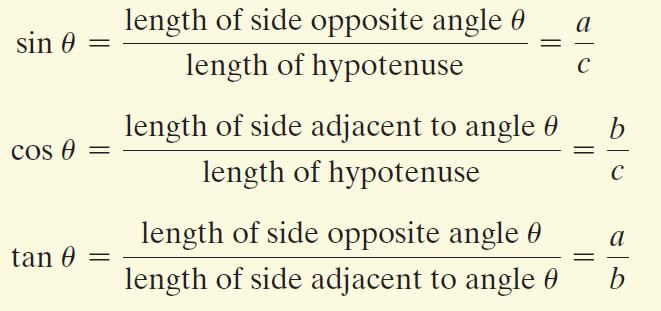 sin θ = length of side opposite angle θ / length of hypotenuse = a / c
cos θ = length of side adjacent to angle θ / length of hypotenuse = b / c
tan θ = length of side opposite angle θ / length of side adjacent to angle θ = a / b